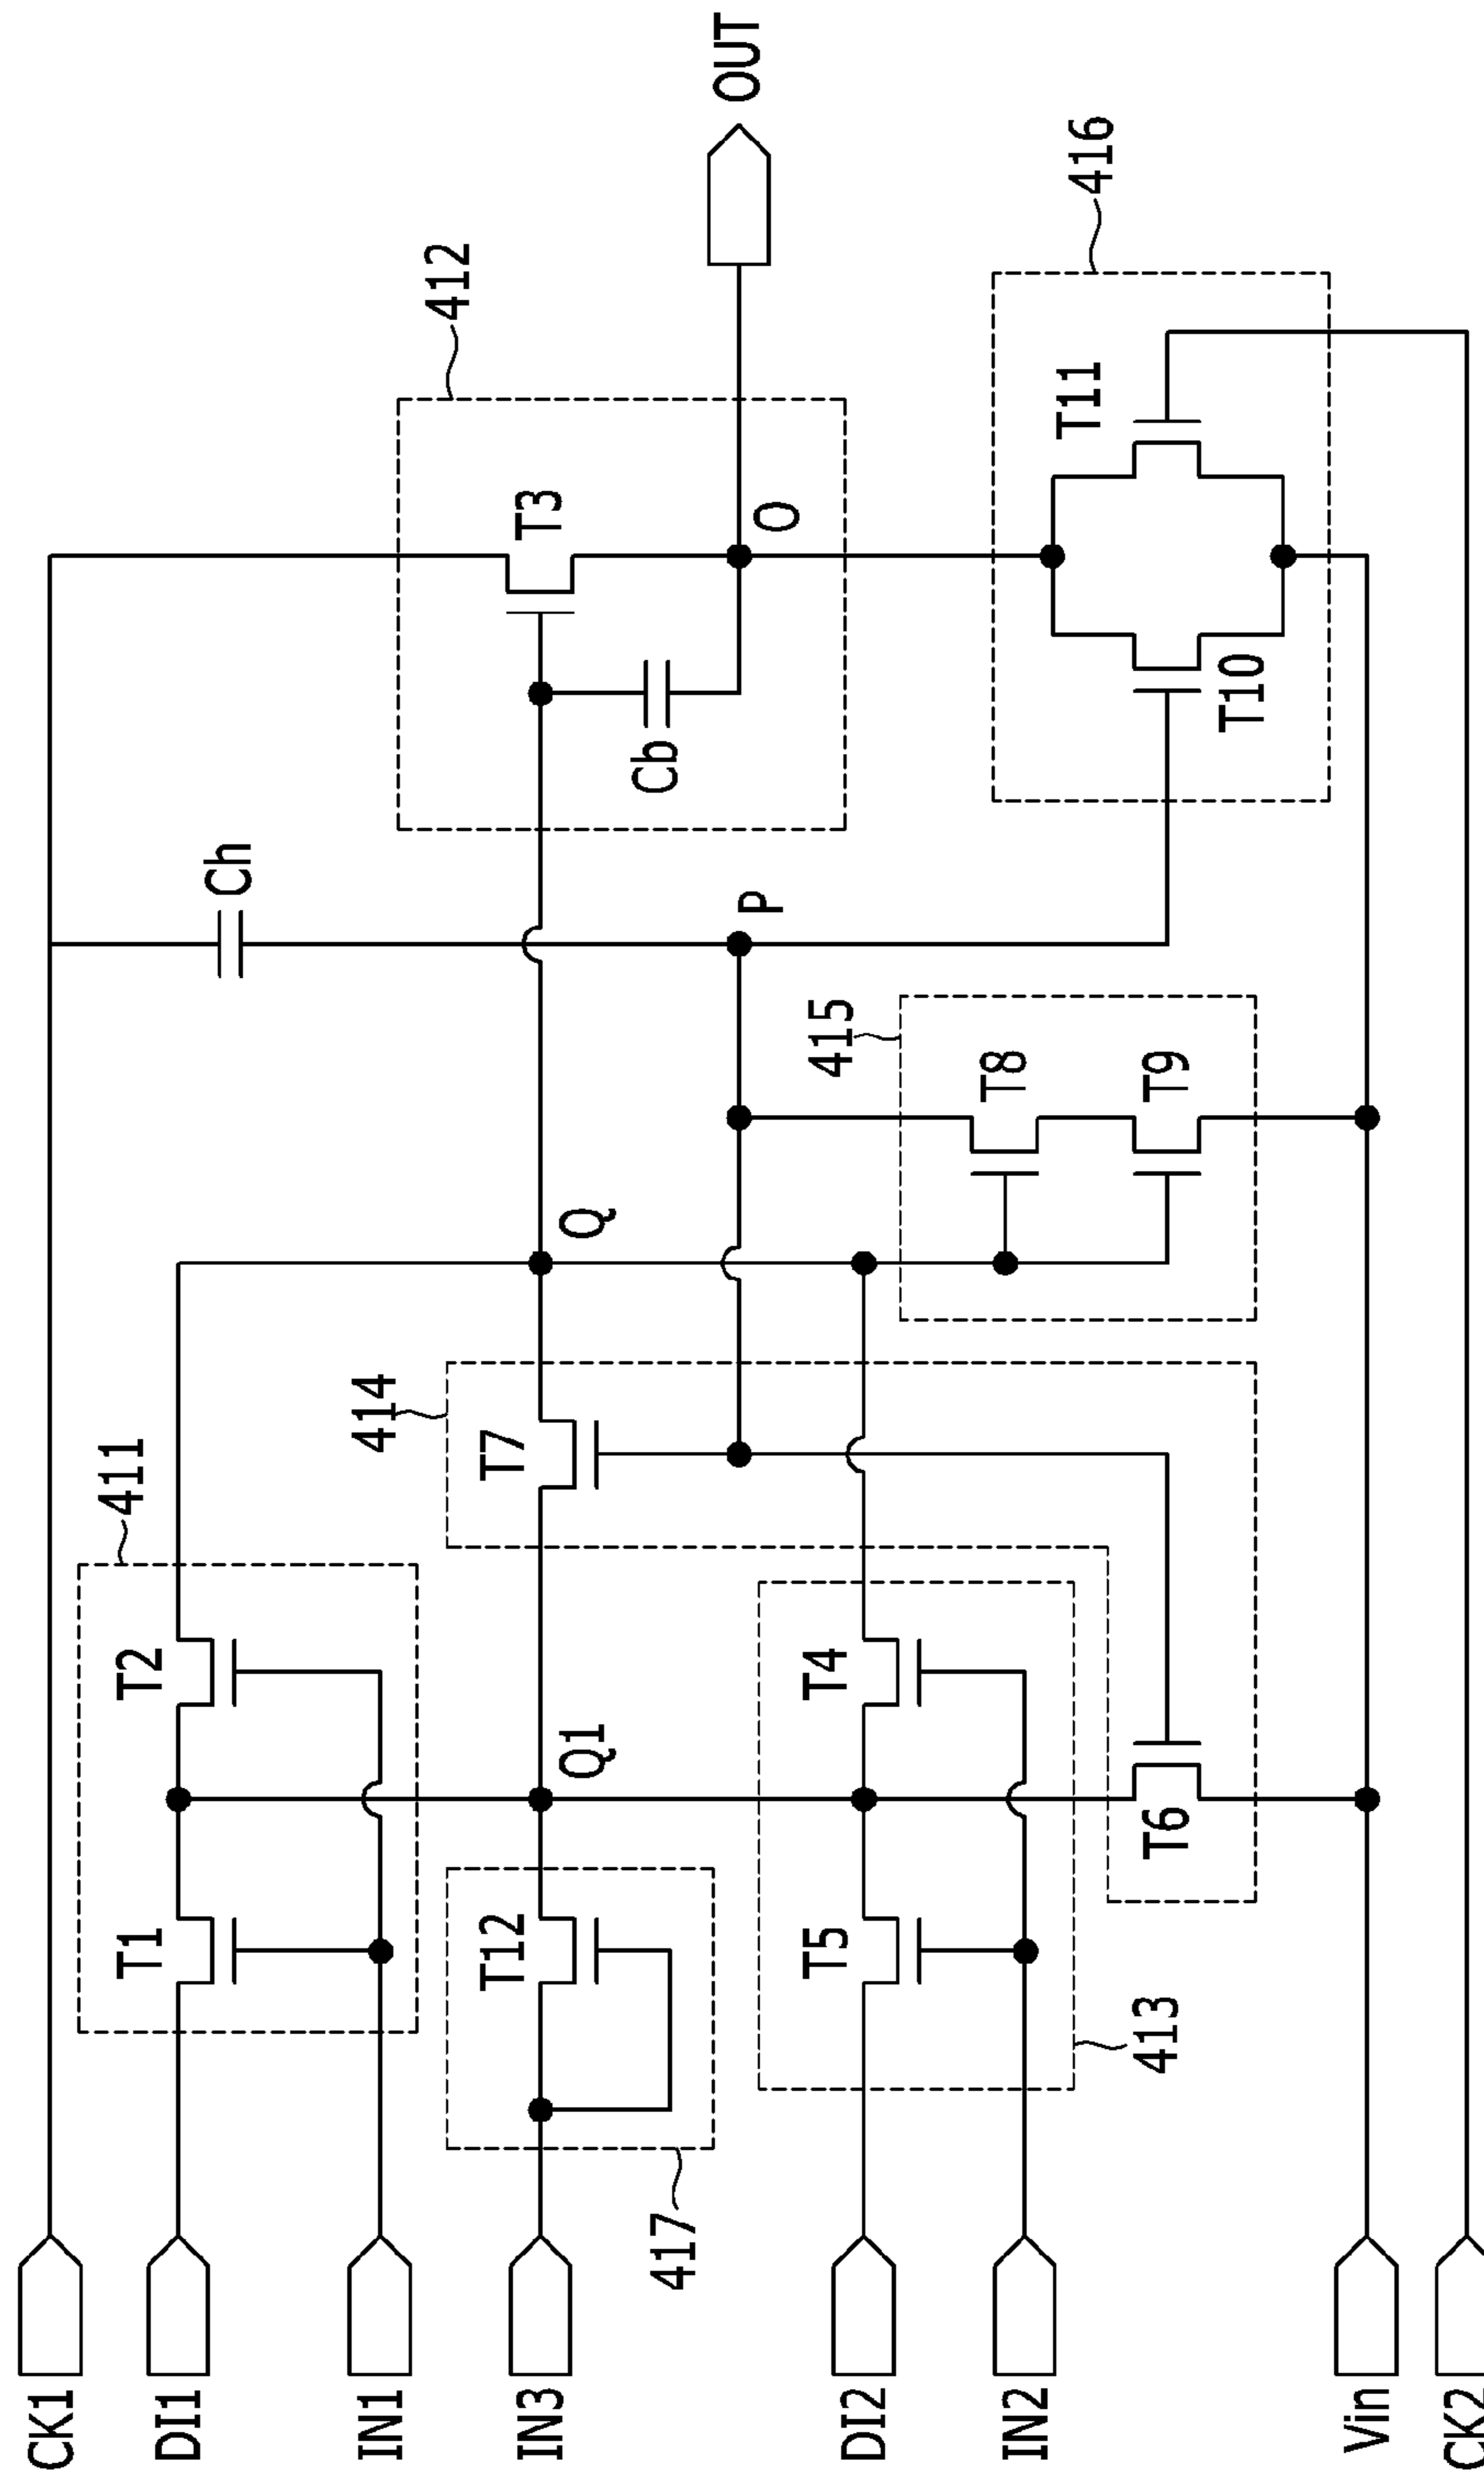 CK1
DI1
IN1
IN3
DI2
IN2
Vin
CK2
411
T1
T2
417
T12
Q1
413
T5
T4
414
T7
T6
Q
415
T8
T9
Ch
P
412
T3
Cb
O
416
T10
T11
OUT